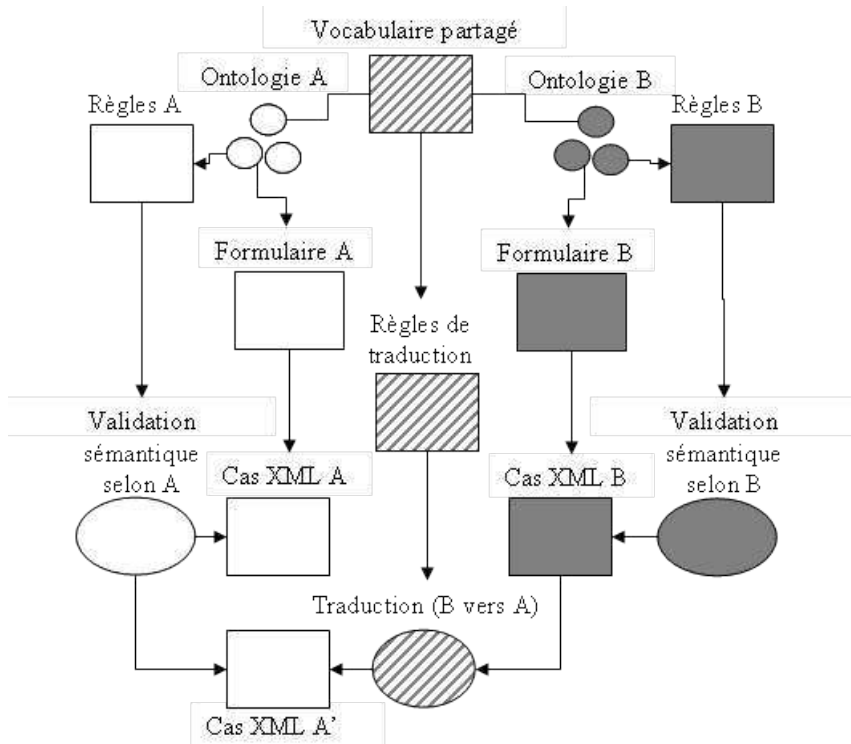 Vocabulaire partagé
Ontologie A
Ontologie B
Règles A
Règles B
Formulaire A
Formulaire B
Règles de
traduction
Validation
sémantique
selon A
Validation
sémantique
selon B
Cas XML A
Cas XML B
Traduction (B vers A)
Cas XML A’